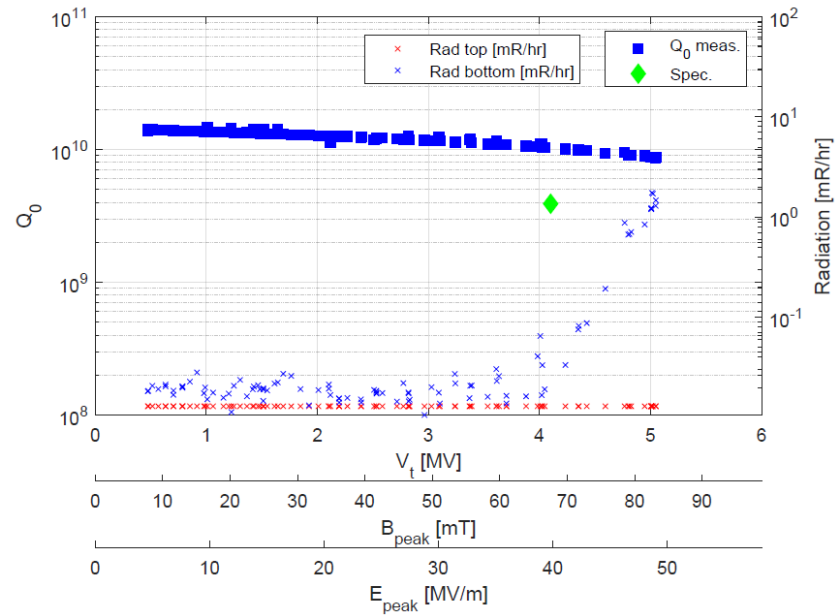 10^11
10^10
10^9
10^8
Q_0
Rad top [mR/hr]
Rad bottom [mR/hr]
Q_0 meas.
Spec.
10^2
10^1
10^0
10^-1
Radiation [mR/hr]
0 1 2 3 4 5 6
V_t [MV]
0 10 20 30 40 50 60 70 80 90
B_peak [mT]
0 10 20 30 40 50
E_peak [MV/m]